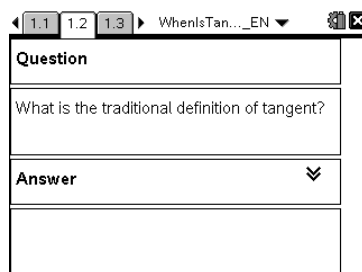 1.1 1.2 1.3 WhenIsTan..._EN
Question
What is the traditional definition of tangent?
Answer